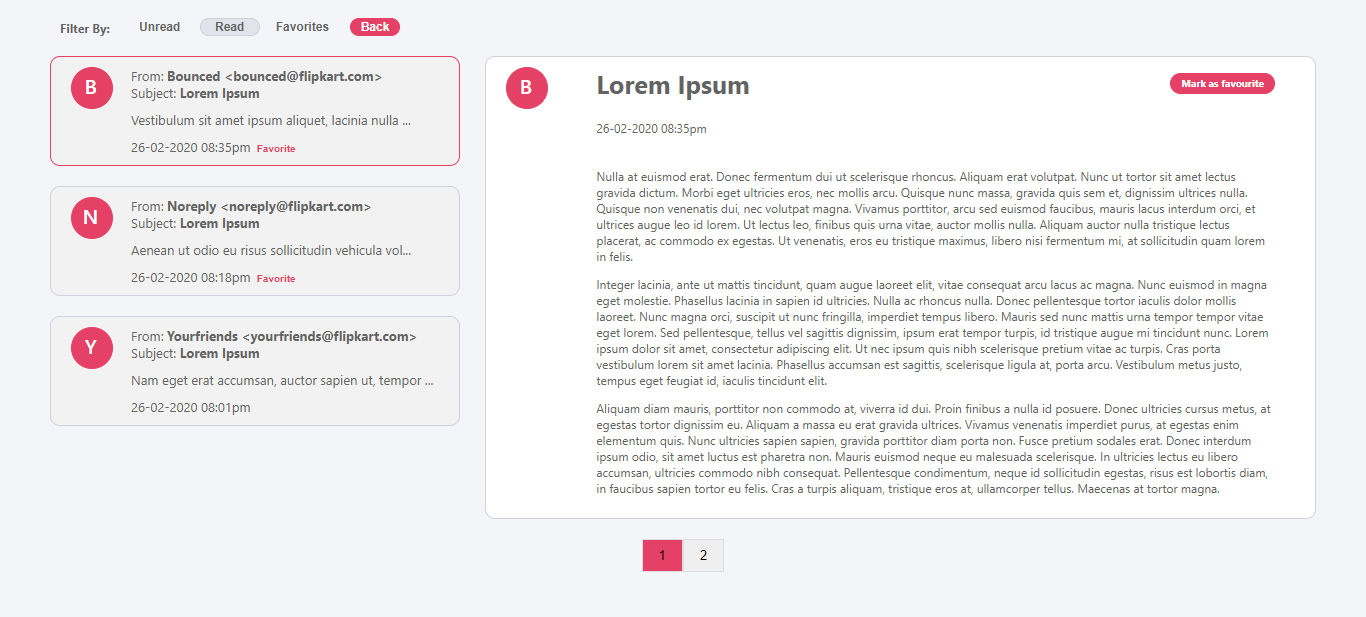 Filter By: Unread Read Favorites Back
B
From: Bounced <bounced@flipkart.com>
Subject: Lorem Ipsum
Vestibulum sit amet ipsum aliquet, lacinia nulla ...
26-02-2020 08:35pm Favorite
N
From: Noreply <noreply@flipkart.com>
Subject: Lorem Ipsum
Aenean ut odio eu risus sollicitudin vehicula vol...
26-02-2020 08:18pm Favorite
Y
From: Yourfriends <yourfriends@flipkart.com>
Subject: Lorem Ipsum
Nam eget erat accumsan, auctor sapien ut, tempor ...
26-02-2020 08:01pm
B
Lorem Ipsum
Mark as favourite
26-02-2020 08:35pm
Nulla at euismod erat. Donec fermentum dui ut scelerisque rhoncus. Aliquam erat volutpat. Nunc ut tortor sit amet lectus
gravida dictum. Morbi eget ultricies eros, nec mollis arcu. Quisque nunc massa, gravida quis sem et, dignissim ultrices nulla.
Quisque non venenatis dui, nec volutpat magna. Vivamus porttitor, arcu sed euismod faucibus, mauris lacus interdum orci, et
ultrices augue leo id lorem. Ut lectus leo, finibus quis urna vitae, auctor mollis nulla. Aliquam auctor nulla tristique lectus
placerat, ac commodo ex egestas. Ut venenatis, eros eu tristique maximus, libero nisi fermentum mi, at sollicitudin quam lorem
in felis.
Integer lacinia, ante ut mattis tincidunt, quam augue laoreet elit, vitae consequat arcu lacus ac magna. Nunc euismod in magna
eget molestie. Phasellus lacinia in sapien id ultricies. Nulla ac rhoncus nulla. Donec pellentesque tortor iaculis dolor mollis
laoreet. Nunc magna orci, suscipit ut nunc fringilla, imperdiet tempus libero. Mauris sed nunc mattis urna tempor tempor vitae
eget lorem. Sed pellentesque, tellus vel sagittis dignissim, ipsum erat tempor turpis, id tristique augue mi tincidunt nunc. Lorem
ipsum dolor sit amet, consectetur adipiscing elit. Ut nec ipsum quis nibh scelerisque pretium vitae ac turpis. Cras porta
vestibulum lorem sit amet lacinia. Phasellus accumsan est sagittis, scelerisque ligula at, porta arcu. Vestibulum metus justo,
tempus eget feugiat id, iaculis tincidunt elit.
Aliquam diam mauris, porttitor non commodo at, viverra id dui. Proin finibus a nulla id posuere. Donec ultricies cursus metus, at
egestas tortor dignissim eu. Aliquam a massa eu erat gravida ultrices. Vivamus venenatis imperdiet purus, at egestas enim
elementum quis. Nunc ultricies sapien sapien, gravida porttitor diam porta non. Fusce pretium sodales erat. Donec interdum
ipsum odio, sit amet luctus est pharetra non. Mauris euismod neque eu malesuada scelerisque. In ultricies lectus eu libero
accumsan, ultricies commodo nibh consequat. Pellentesque condimentum, neque id sollicitudin egestas, risus est lobortis diam,
in faucibus sapien tortor eu felis. Cras a turpis aliquam, tristique eros at, ullamcorper tellus. Maecenas at tortor magna.
1 2